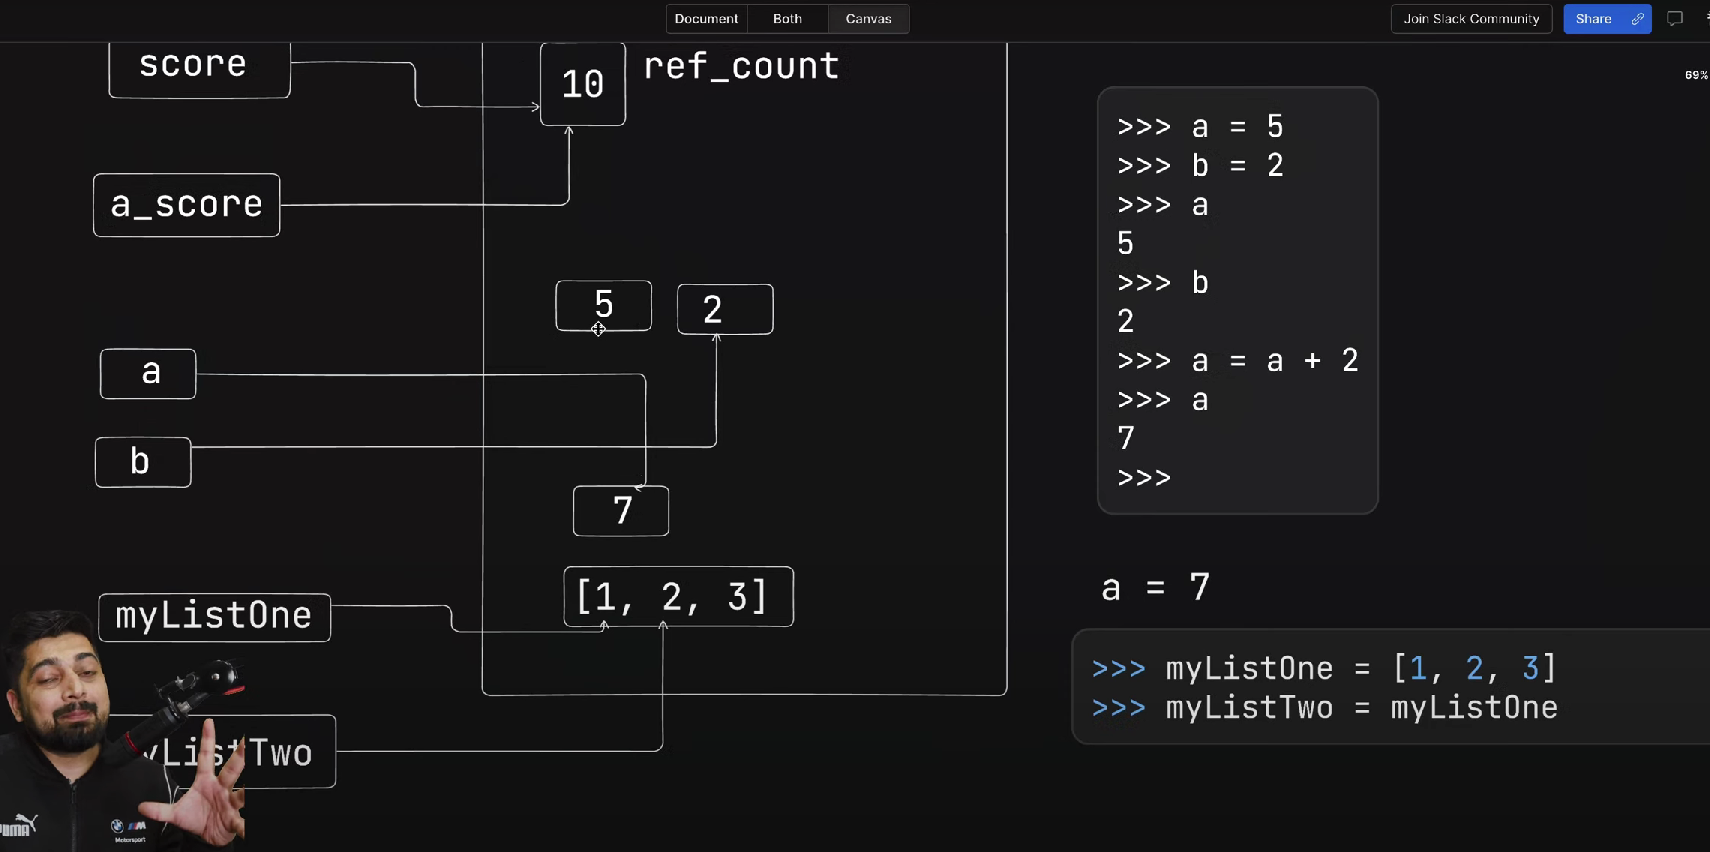 Document Both Canvas
Join Slack Community
Share
69%
score
10
ref_count
a_score
5
2
a
b
7
[1, 2, 3]
myListOne
yListTwo
>>> a = 5
>>> b = 2
>>> a
5
>>> b
2
>>> a = a + 2
>>> a
7
>>>
a = 7
>>> myListOne = [1, 2, 3]
>>> myListTwo = myListOne
PUMA
M
Motorsport